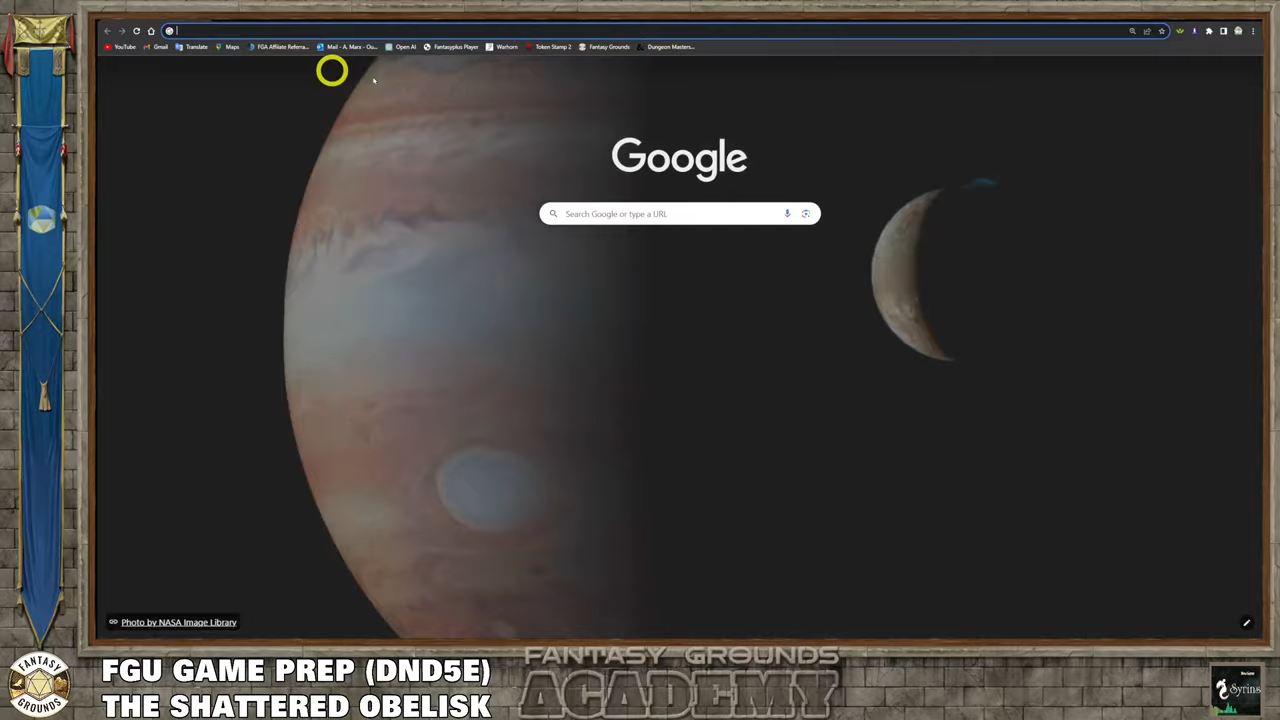 YouTube Gmail Translate Maps FGA Affiliate Referra... Mail - A. Marx - Ou... Open AI Fantasyplus Player Warhorn Token Stamp 2 Fantasy Grounds Dungeon Masters...
Google
Search Google or type a URL
Photo by NASA Image Library
FANTASY
GROUNDS
FGU GAME PREP (DND5E)
THE SHATTERED OBELISK
FANTASY GROUNDS
ACADEMY
Syrins